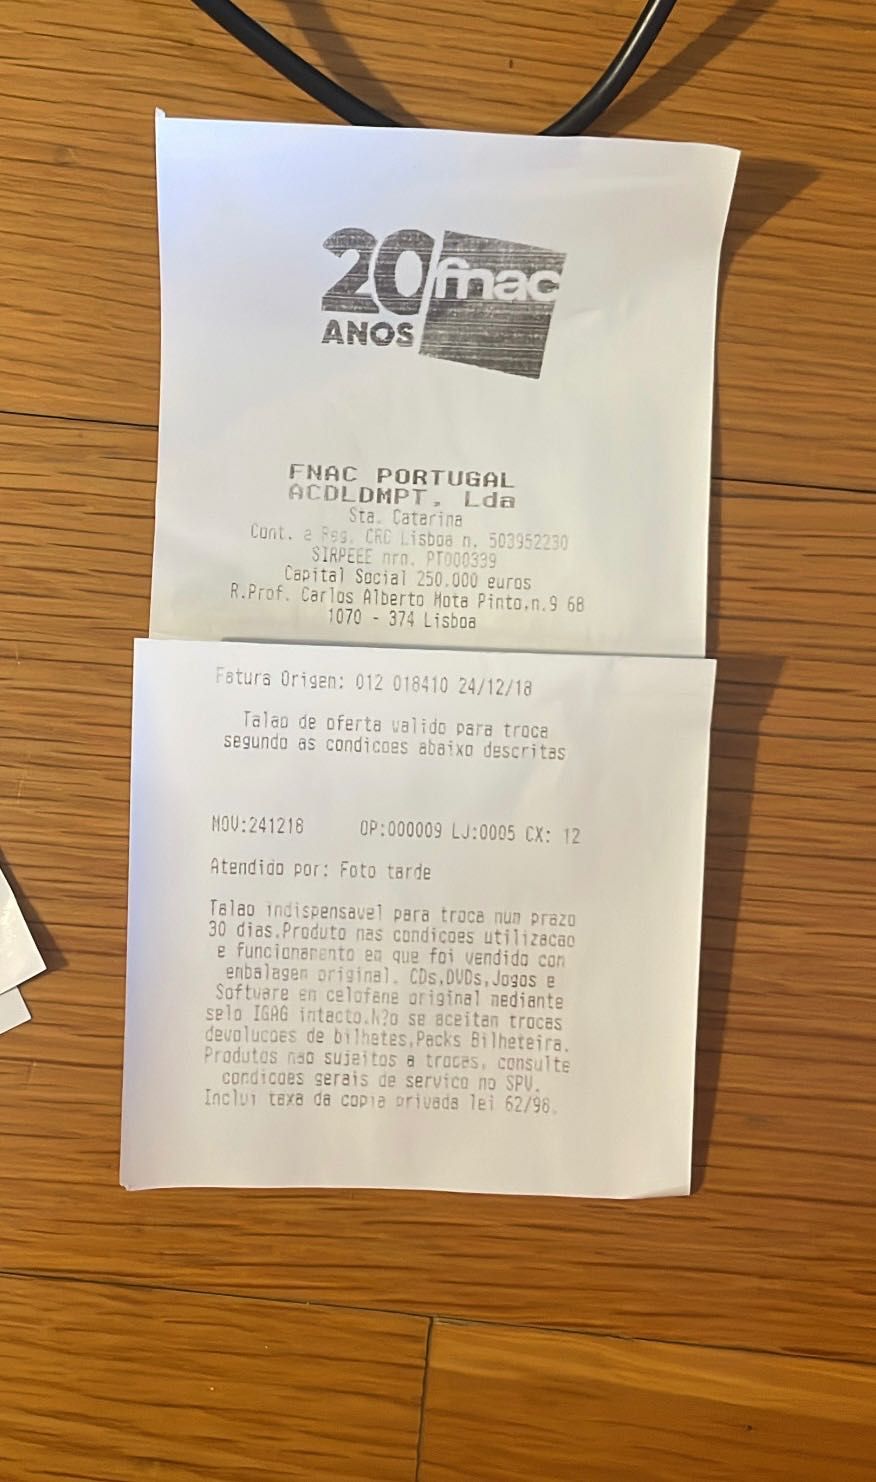 20 fnac
ANOS
FNAC PORTUGAL
ACDLDMPT, Lda
Sta. Catarina
Cont. e Reg. CRC Lisboa n. 503952230
SIRPEEE nrn. PT000339
Capital Social 250.000 euros
R.Prof. Carlos Alberto Mota Pinto,n.9 6B
1070 - 374 Lisboa
Fatura Origem: 012 018410 24/12/18
Talao de oferta valido para troca
segundo as condicoes abaixo descritas
MOV:241218 OP:000009 LJ:0005 CX: 12
Atendido por: Foto tarde
Talao indispensavel para troca num prazo
30 dias.Produto nas condicoes utilizacao
e funcionamento em que foi vendido com
embalagem original. CDs,DVDs,Jogos e
Software em celofane original mediante
selo IGAG intacto.N?o se aceitam trocas
devolucoes de bilhetes,Packs Bilheteira.
Produtos nao sujeitos a trocas, consulte
condicoes gerais de servico no SPV.
Inclui taxa da copia privada lei 62/98.